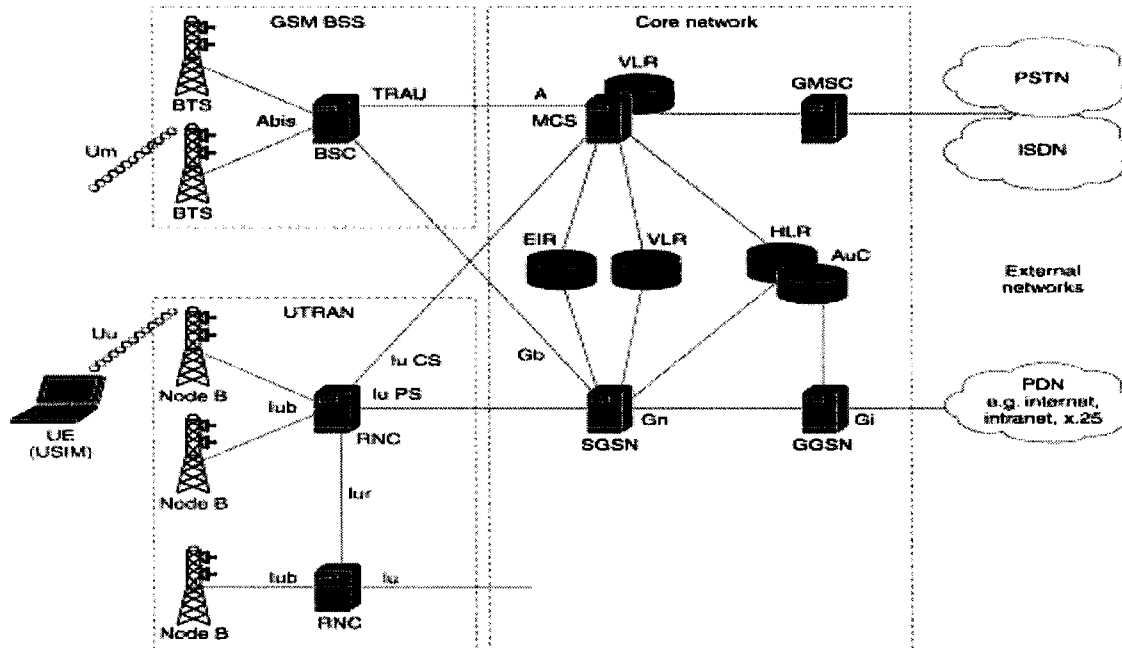 GSM BSS
Core network
BTS
TRAU
A
VLR
MCS
GMSC
PSTN
Abis
BSC
Um
BTS
ISDN
EIR
VLR
HLR
AuC
External
networks
UTRAN
Uu
Node B
Iu CS
Gb
Iu PS
Iub
RNC
UE
(USIM)
Node B
SGSN
Gn
GGSN
Gi
PDN
e.g. internet,
intranet, x.25
Iur
Node B
Iub
RNC
Iu